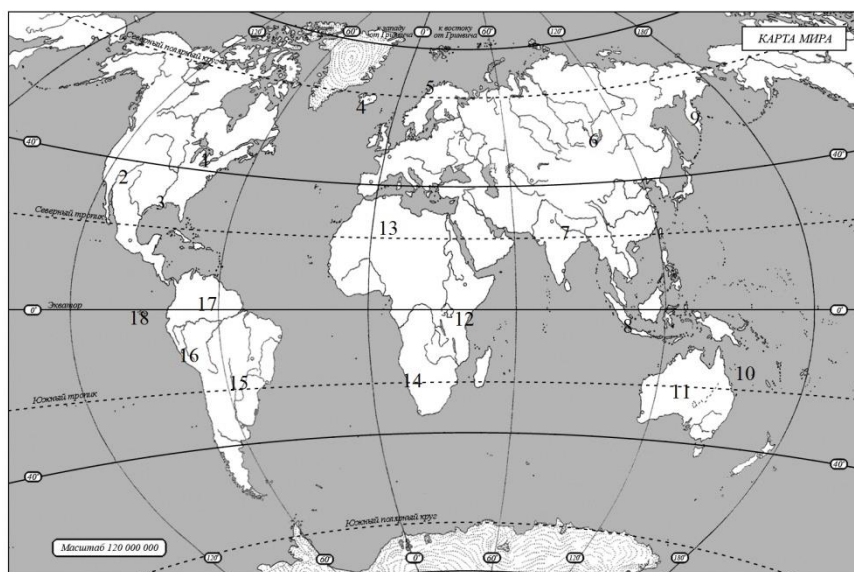 120° 60° к западу от Гринвича 0° к востоку от Гринвича 60° 120° 180°
КАРТА МИРА
Северный полярный круг
5
4
9
6
40° 1 40°
2
3
Северный тропик
13
7
Экватор
0° 17 0°
18 12 8
16
14 15 11 10
Южный тропик
40° 40°
Южный полярный круг
Масштаб 120 000 000
120° 60° 0° 60° 120° 180°